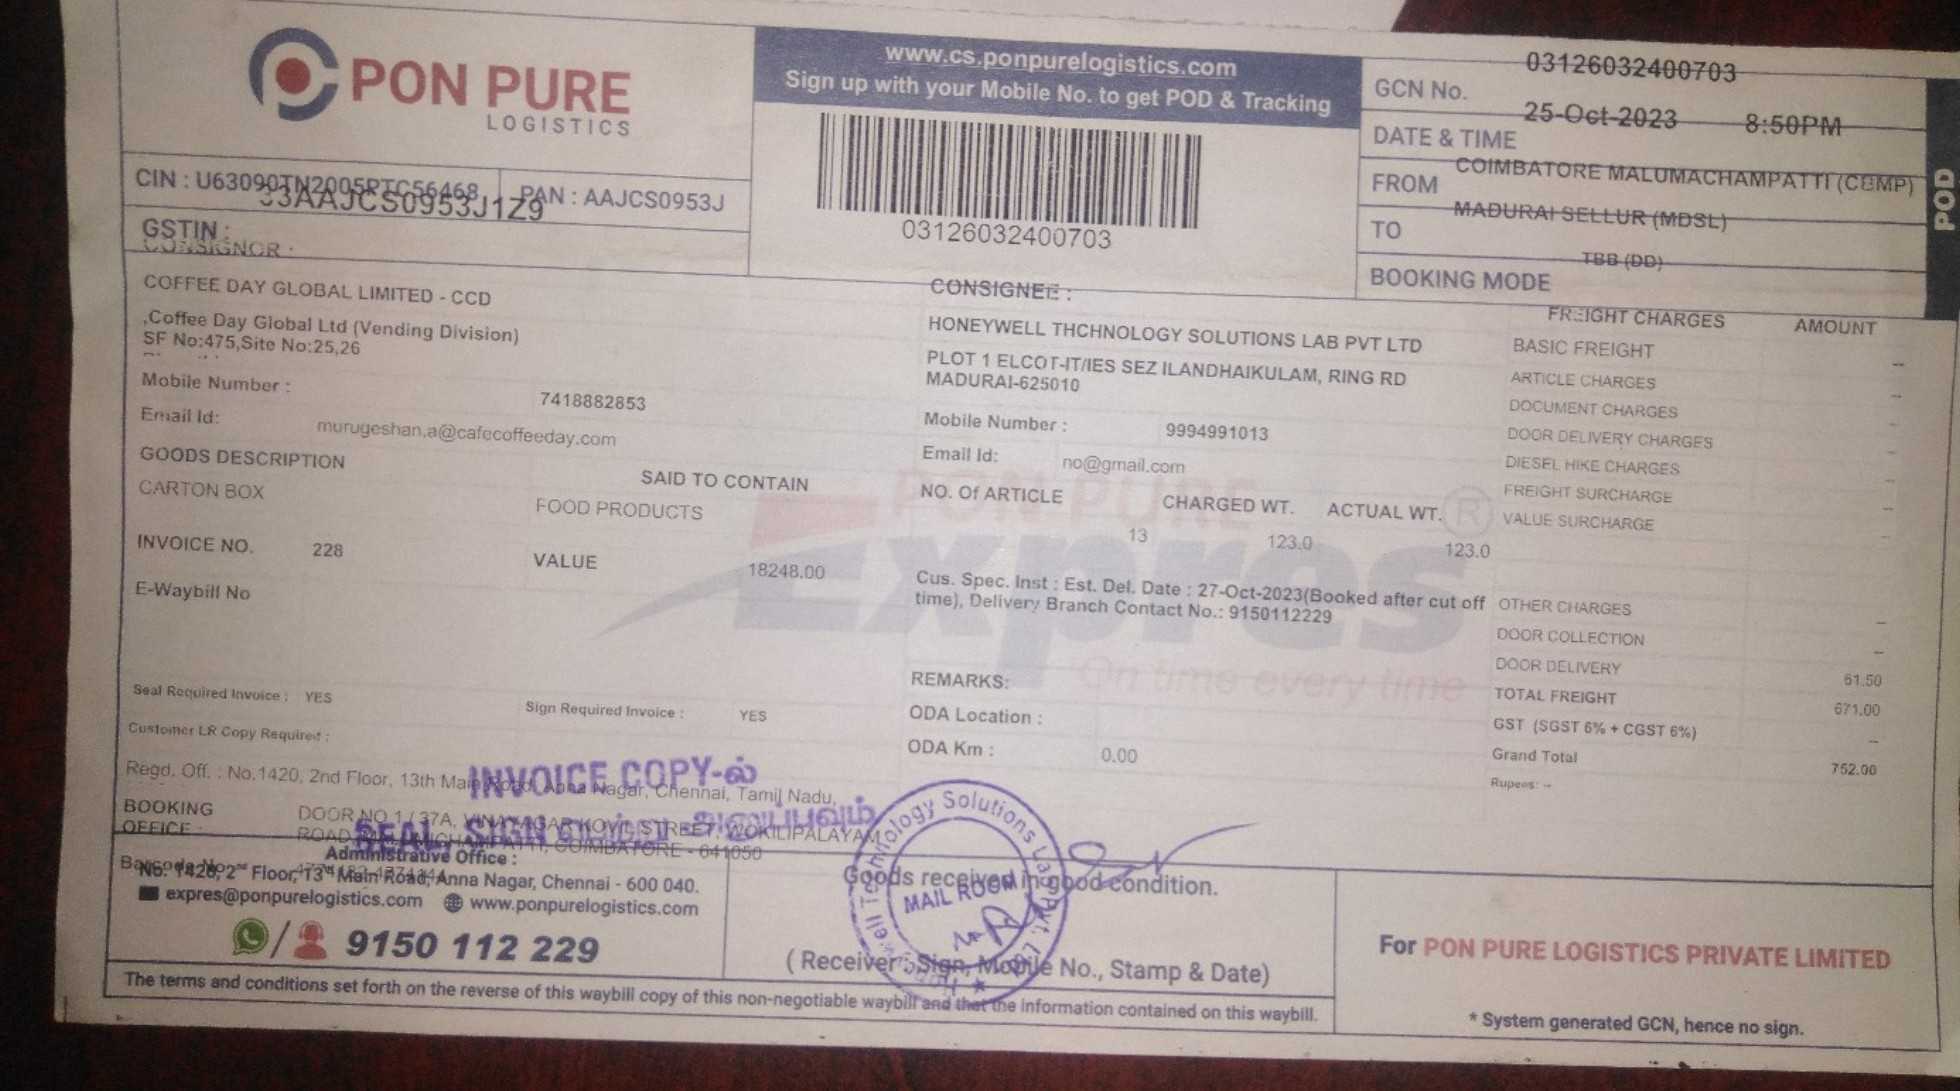 PON PURE
LOGISTICS
www.cs.ponpurelogistics.com
Sign up with your Mobile No. to get POD & Tracking
03126032400703
GCN No. 03126032400703
DATE & TIME 25-Oct-2023 8:50PM
FROM COIMBATORE MALUMACHAMPATTI (CBMP)
TO MADURAI SELLUR (MDSL)
BOOKING MODE TBB (DD)
POD
CIN : U63090TN2005PTC56468 PAN : AAJCS0953J
33AAJCS0953J1Z9
GSTIN :
CONSIGNOR :
COFFEE DAY GLOBAL LIMITED - CCD
,Coffee Day Global Ltd (Vending Division)
SF No:475,Site No:25,26
Mobile Number : 7418882853
Email Id: murugeshan.a@cafecoffeeday.com
CONSIGNEE :
HONEYWELL THCHNOLOGY SOLUTIONS LAB PVT LTD
PLOT 1 ELCOT-IT/IES SEZ ILANDHAIKULAM, RING RD
MADURAI-625010
Mobile Number : 9994991013
Email Id: no@gmail.com
GOODS DESCRIPTION SAID TO CONTAIN
CARTON BOX FOOD PRODUCTS
NO. Of ARTICLE CHARGED WT. ACTUAL WT.
13 123.0 123.0
INVOICE NO. 228 VALUE 18248.00
E-Waybill No
Cus. Spec. Inst : Est. Del. Date : 27-Oct-2023(Booked after cut off
time), Delivery Branch Contact No.: 9150112229
PON PURE
Expres
®
On time every time
Seal Required Invoice : YES Sign Required Invoice : YES
Customer LR Copy Required :
REMARKS:
ODA Location :
ODA Km : 0.00
FREIGHT CHARGES AMOUNT
BASIC FREIGHT --
ARTICLE CHARGES --
DOCUMENT CHARGES --
DOOR DELIVERY CHARGES --
DIESEL HIKE CHARGES --
FREIGHT SURCHARGE --
VALUE SURCHARGE --
OTHER CHARGES --
DOOR COLLECTION --
DOOR DELIVERY 61.50
TOTAL FREIGHT 671.00
GST (SGST 6% + CGST 6%) --
Grand Total 752.00
Rupees: --
Regd. Off. : No.1420, 2nd Floor, 13th Main Road, Anna Nagar, Chennai, Tamil Nadu,
INVOICE COPY-ல்
SEAL, SIGN
BOOKING OFFICE :
DOOR NO 1 / 37A, VINAYAGAR KOVIL STREET, WOKILIPALAYAM
ROAD, COIMBATORE - 641050
Barcode No
Administrative Office :
No. 1420, 2nd Floor, 13th Main Road, Anna Nagar, Chennai - 600 040.
expres@ponpurelogistics.com www.ponpurelogistics.com
/ 9150 112 229
Goods received in good condition.
Technology Solutions Lab Pvt. L
MAIL ROOM
( Receiver's Sign, Mobile No., Stamp & Date)
For PON PURE LOGISTICS PRIVATE LIMITED
* System generated GCN, hence no sign.
The terms and conditions set forth on the reverse of this waybill copy of this non-negotiable waybill and that the information contained on this waybill.